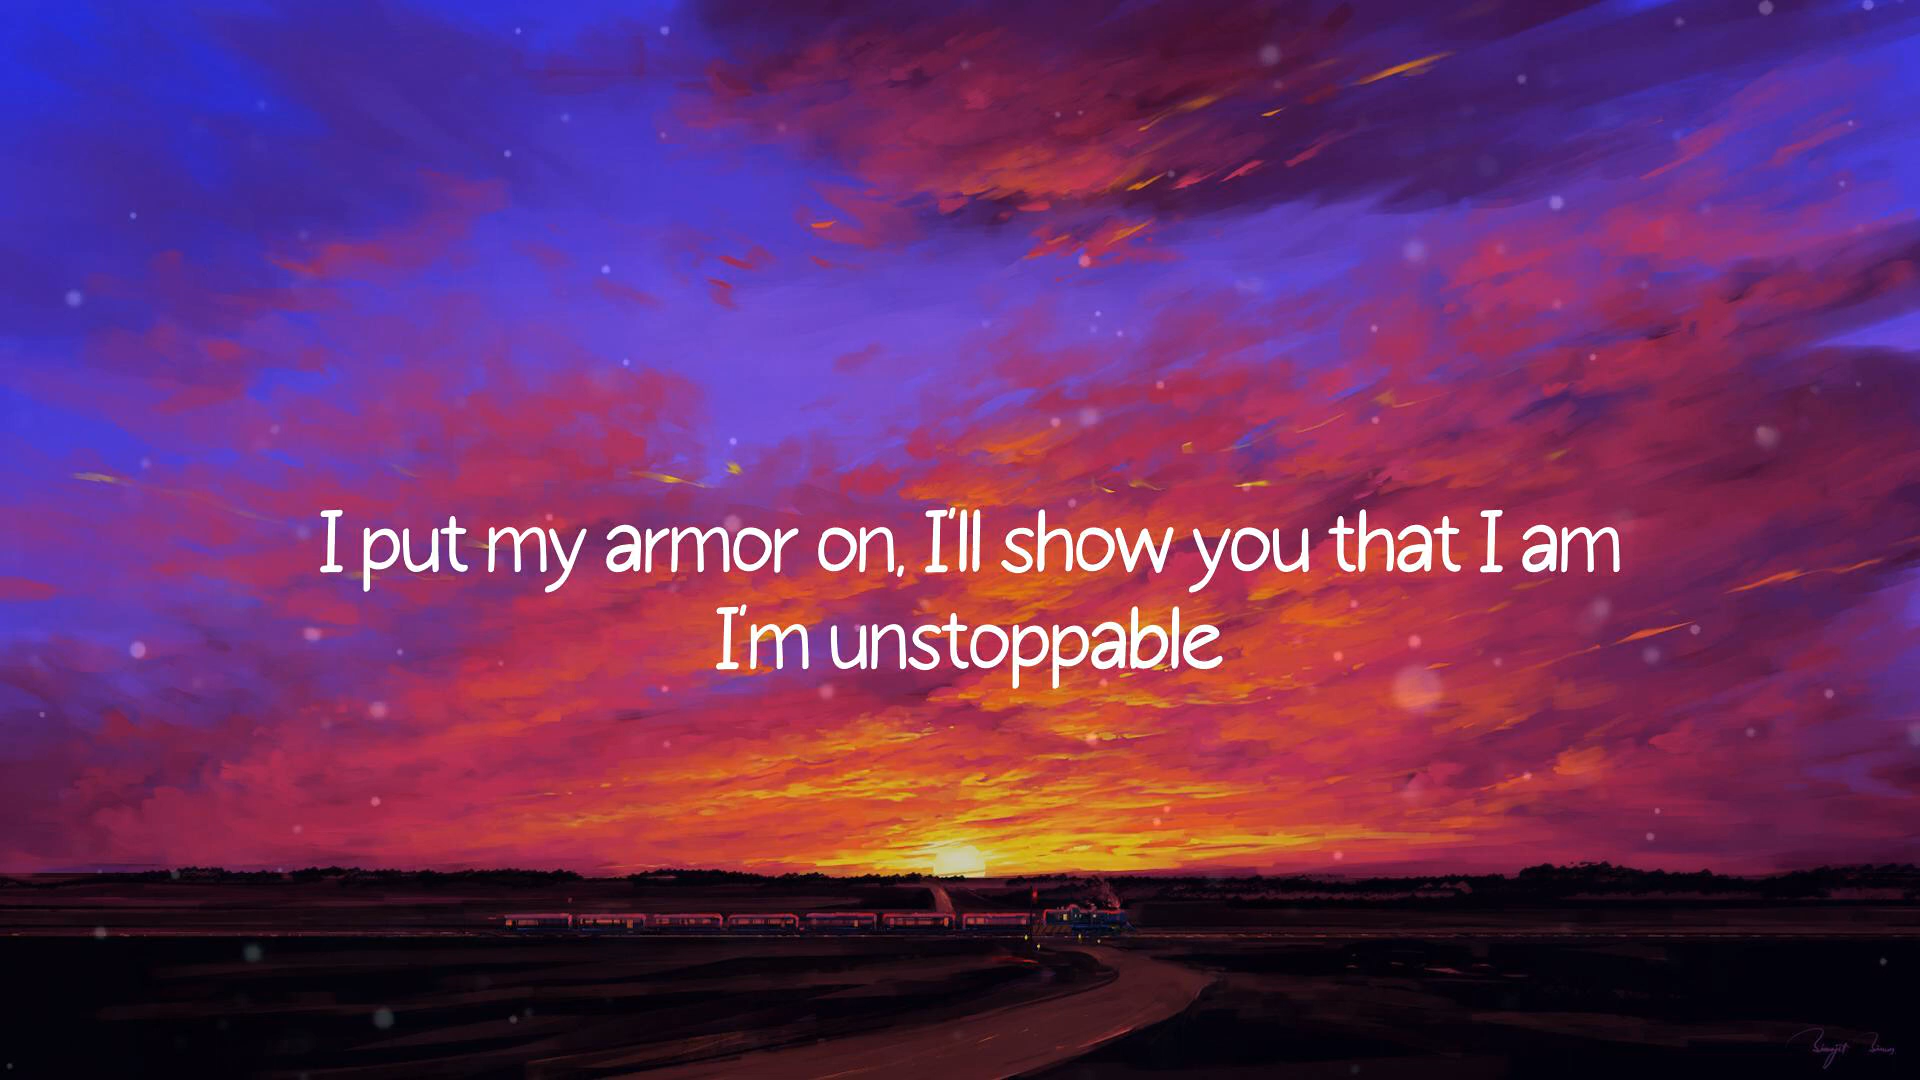 I put my armor on, I'll show you that I am
I'm unstoppable